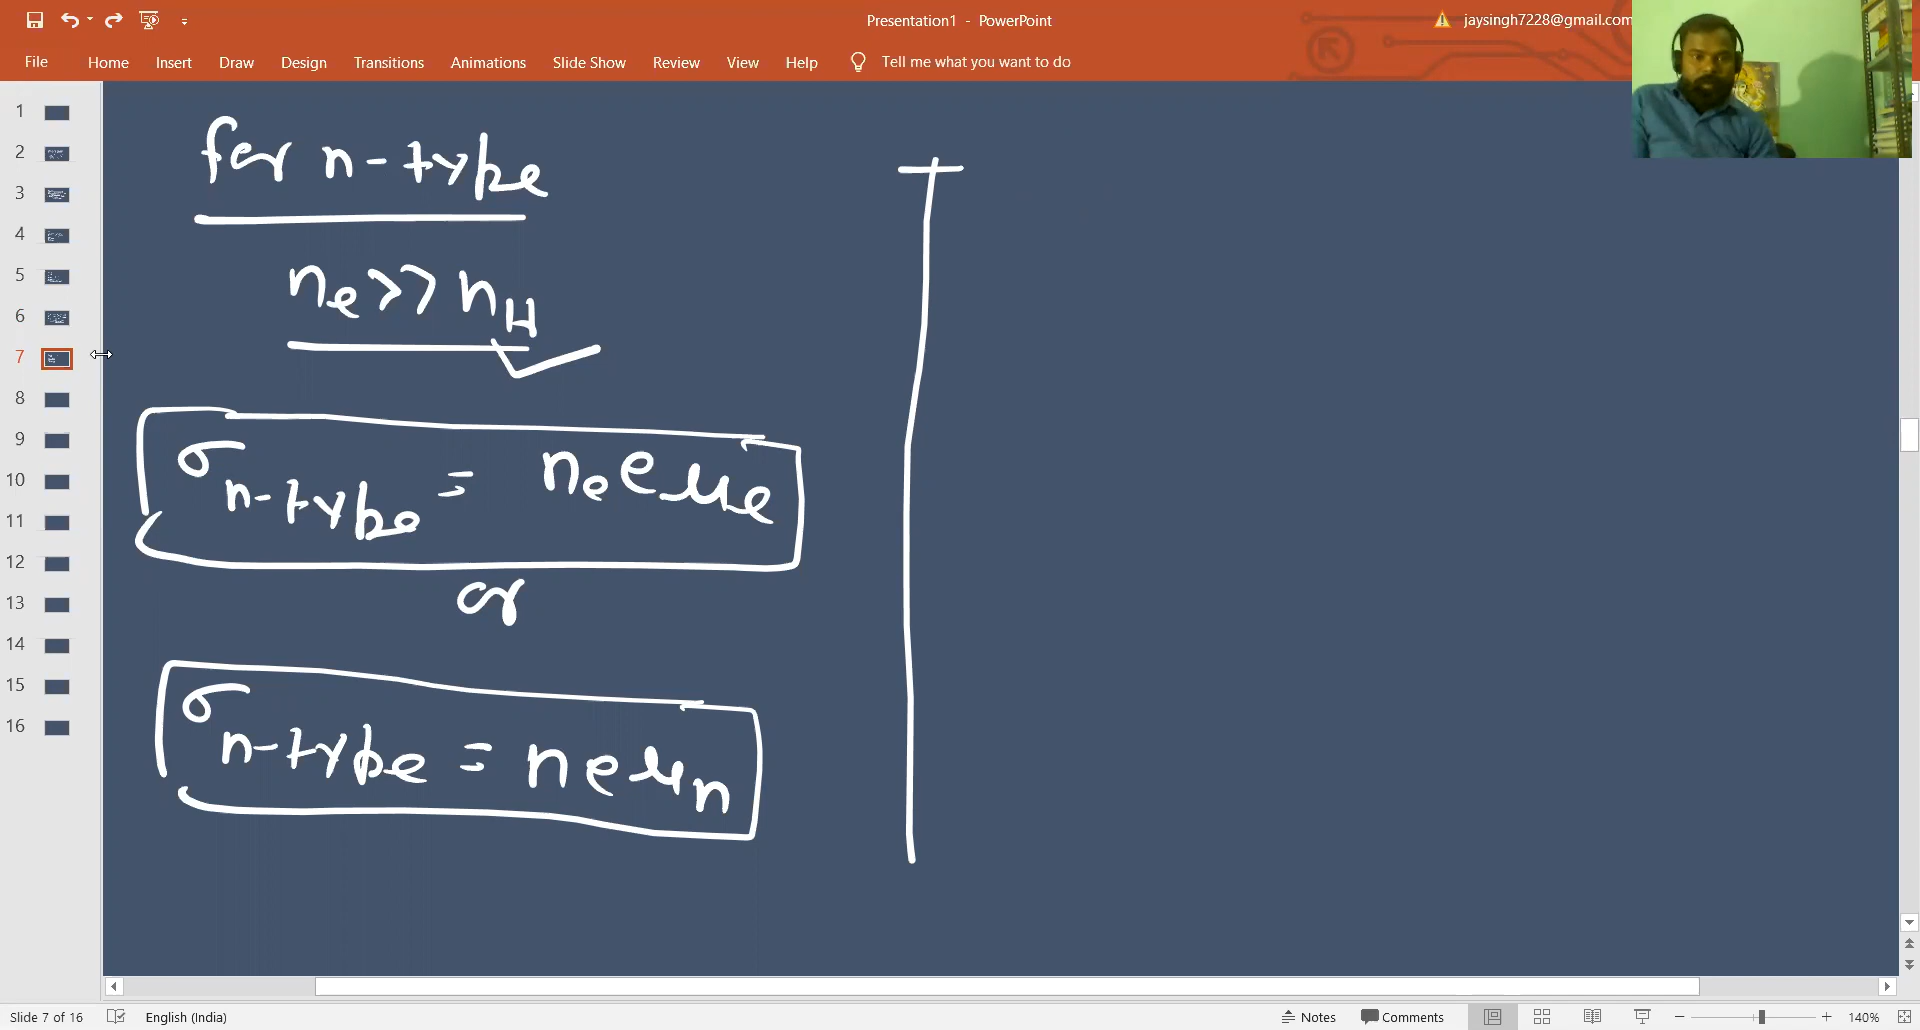 Presentation1 - PowerPoint
jaysingh7228@gmail.com
File Home Insert Draw Design Transitions Animations Slide Show Review View Help Tell me what you want to do
1
2
3
4
5
6
7
8
9
10
11
12
13
14
15
16
for n-type
nₑ >> n_H
σ_n-type = nₑeμₑ
or
σ_n-type = neμₙ
Slide 7 of 16 English (India) Notes Comments 140%